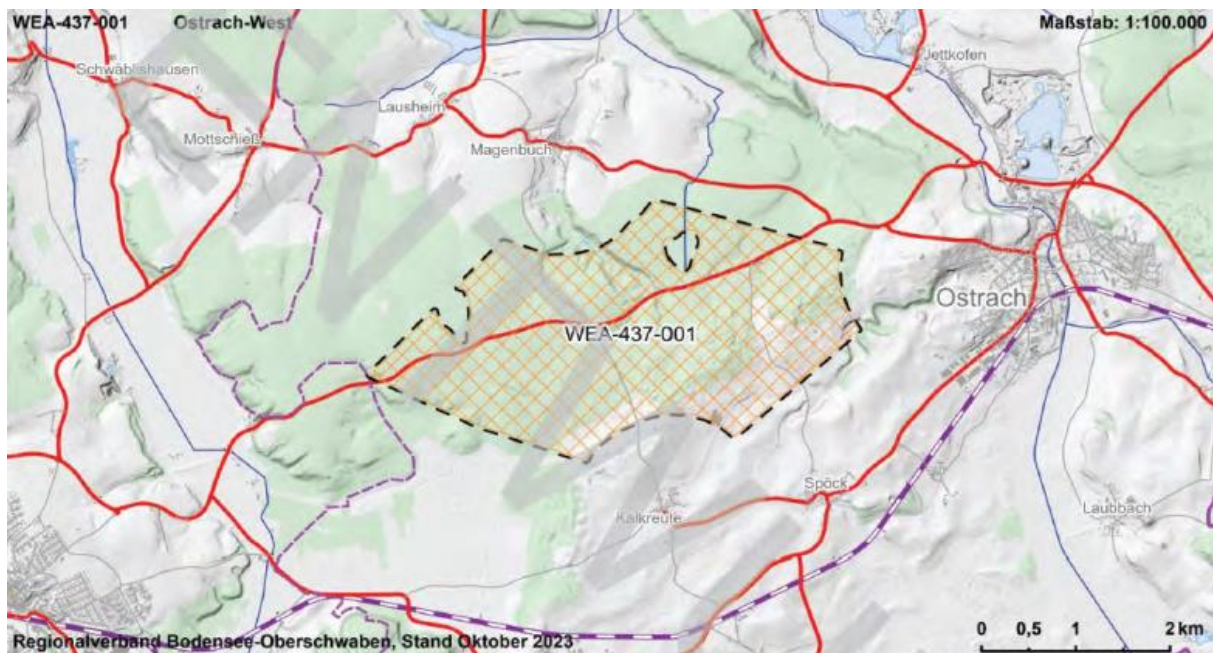 WEA-437-001 Ostrach-West Maßstab: 1:100.000
Jettkofen
Schwäblishausen
Lausheim
Mottschieß
Magenbuch
Ostrach
WEA-437-001
Spöck
Kalkreute
Laubbach
Regionalverband Bodensee-Oberschwaben, Stand Oktober 2023
0 0,5 1 2 km